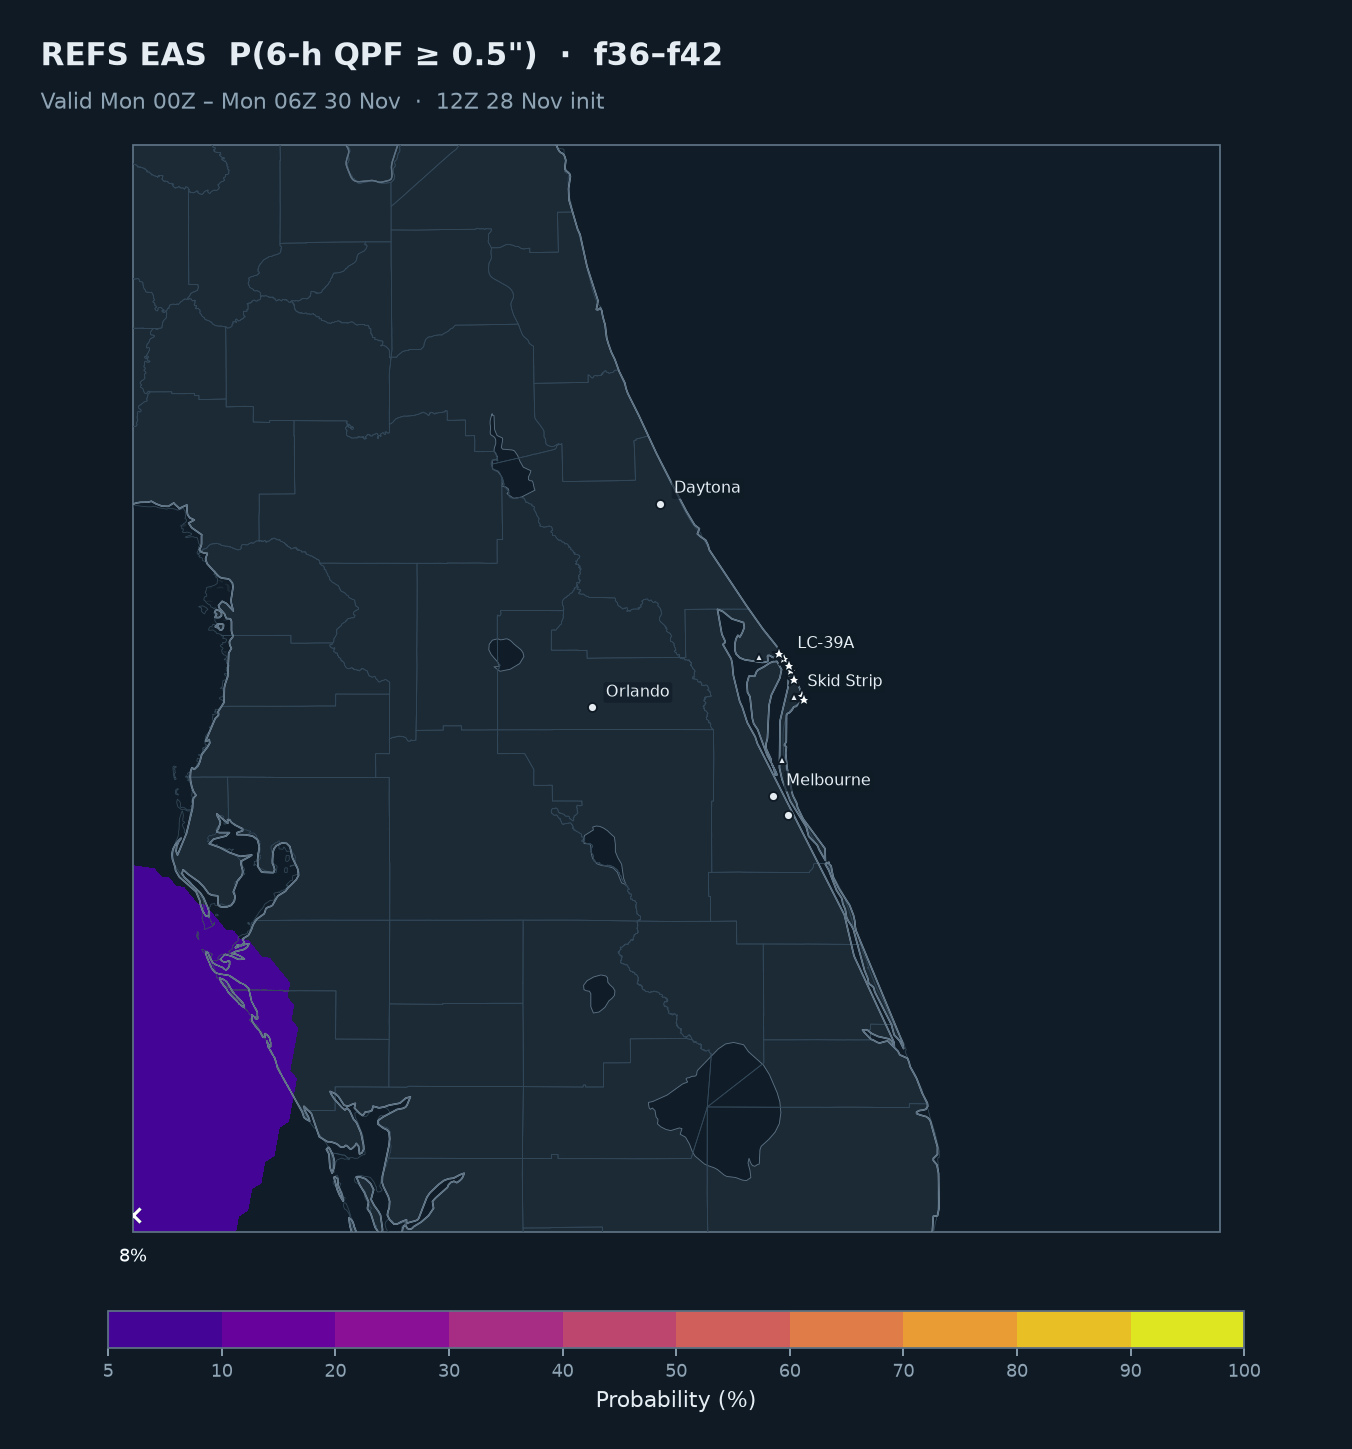 REFS EAS  P(6-h QPF ≥ 0.5")  ·  f36–f42
Valid Mon 00Z – Mon 06Z 30 Nov  ·  12Z 28 Nov init
Daytona
LC-39A
Skid Strip
Orlando
Melbourne
8%
5 10 20 30 40 50 60 70 80 90 100
Probability (%)